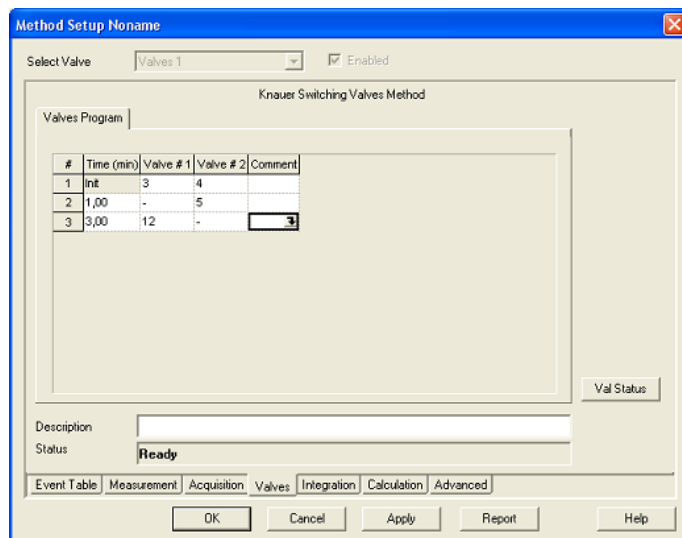 Method Setup Noname
Select Valve Valves 1 Enabled
Knauer Switching Valves Method
Valves Program
# Time (min) Valve # 1 Valve # 2 Comment
1 Init 3 4
2 1,00 - 5
3 3,00 12 -
Val Status
Description
Status Ready
Event Table Measurement Acquisition Valves Integration Calculation Advanced
OK Cancel Apply Report Help